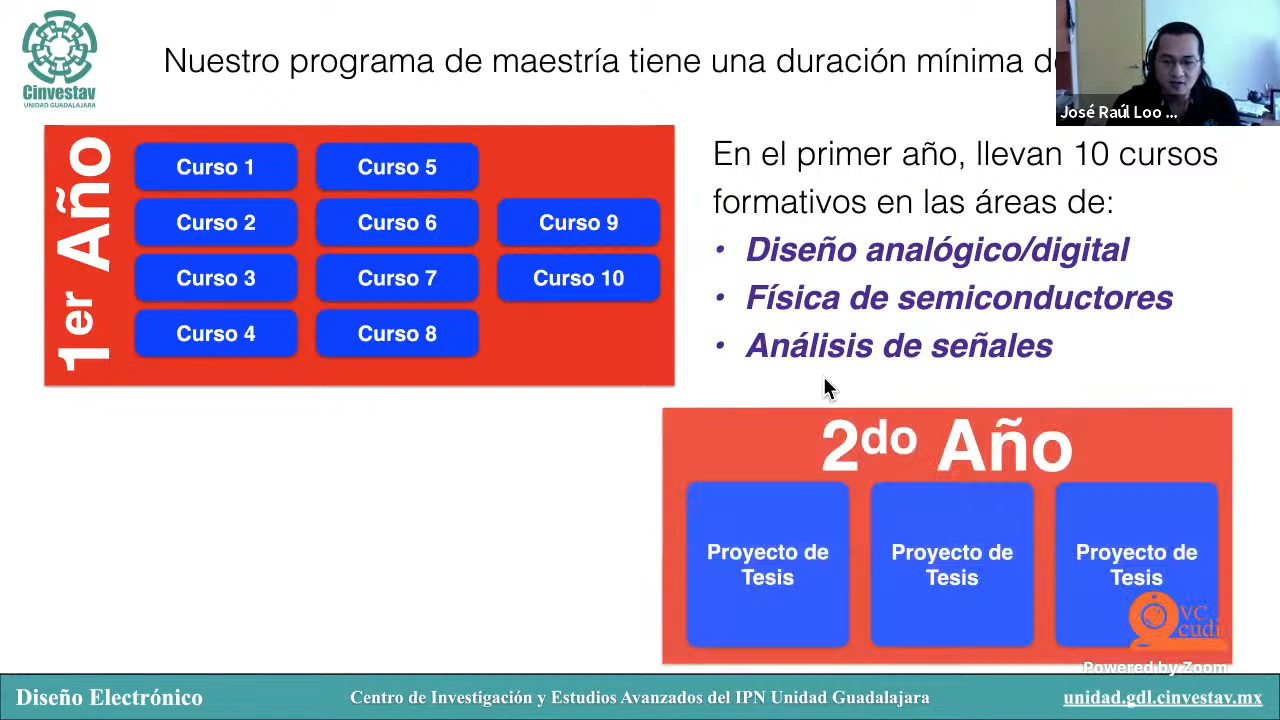 Cinvestav
UNIDAD GUADALAJARA
Nuestro programa de maestría tiene una duración mínima de
José Raúl Loo ...
1er Año
Curso 1
Curso 5
Curso 2
Curso 6
Curso 9
Curso 3
Curso 7
Curso 10
Curso 4
Curso 8
En el primer año, llevan 10 cursos
formativos en las áreas de:
• Diseño analógico/digital
• Física de semiconductores
• Análisis de señales
2do Año
Proyecto de
Tesis
Proyecto de
Tesis
Proyecto de
Tesis
VC
cudi
Powered by Zoom
Diseño Electrónico
Centro de Investigación y Estudios Avanzados del IPN Unidad Guadalajara
unidad.gdl.cinvestav.mx